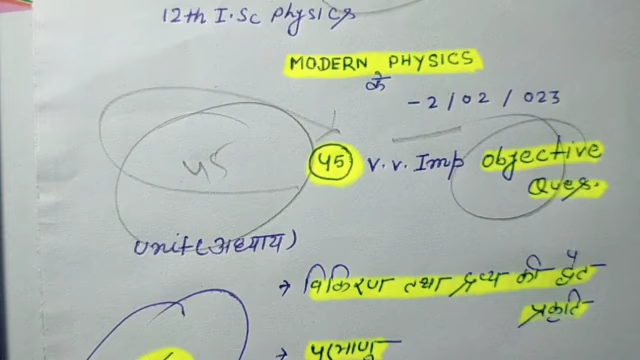 12th I.Sc Physics
MODERN PHYSICS
के
-2/02/023
45
45 V.V.Imp Objective
Ques.
unit(अध्याय)
→ विकिरण तथा द्रव्य की द्वैत
प्रकृति
→ परमाणु